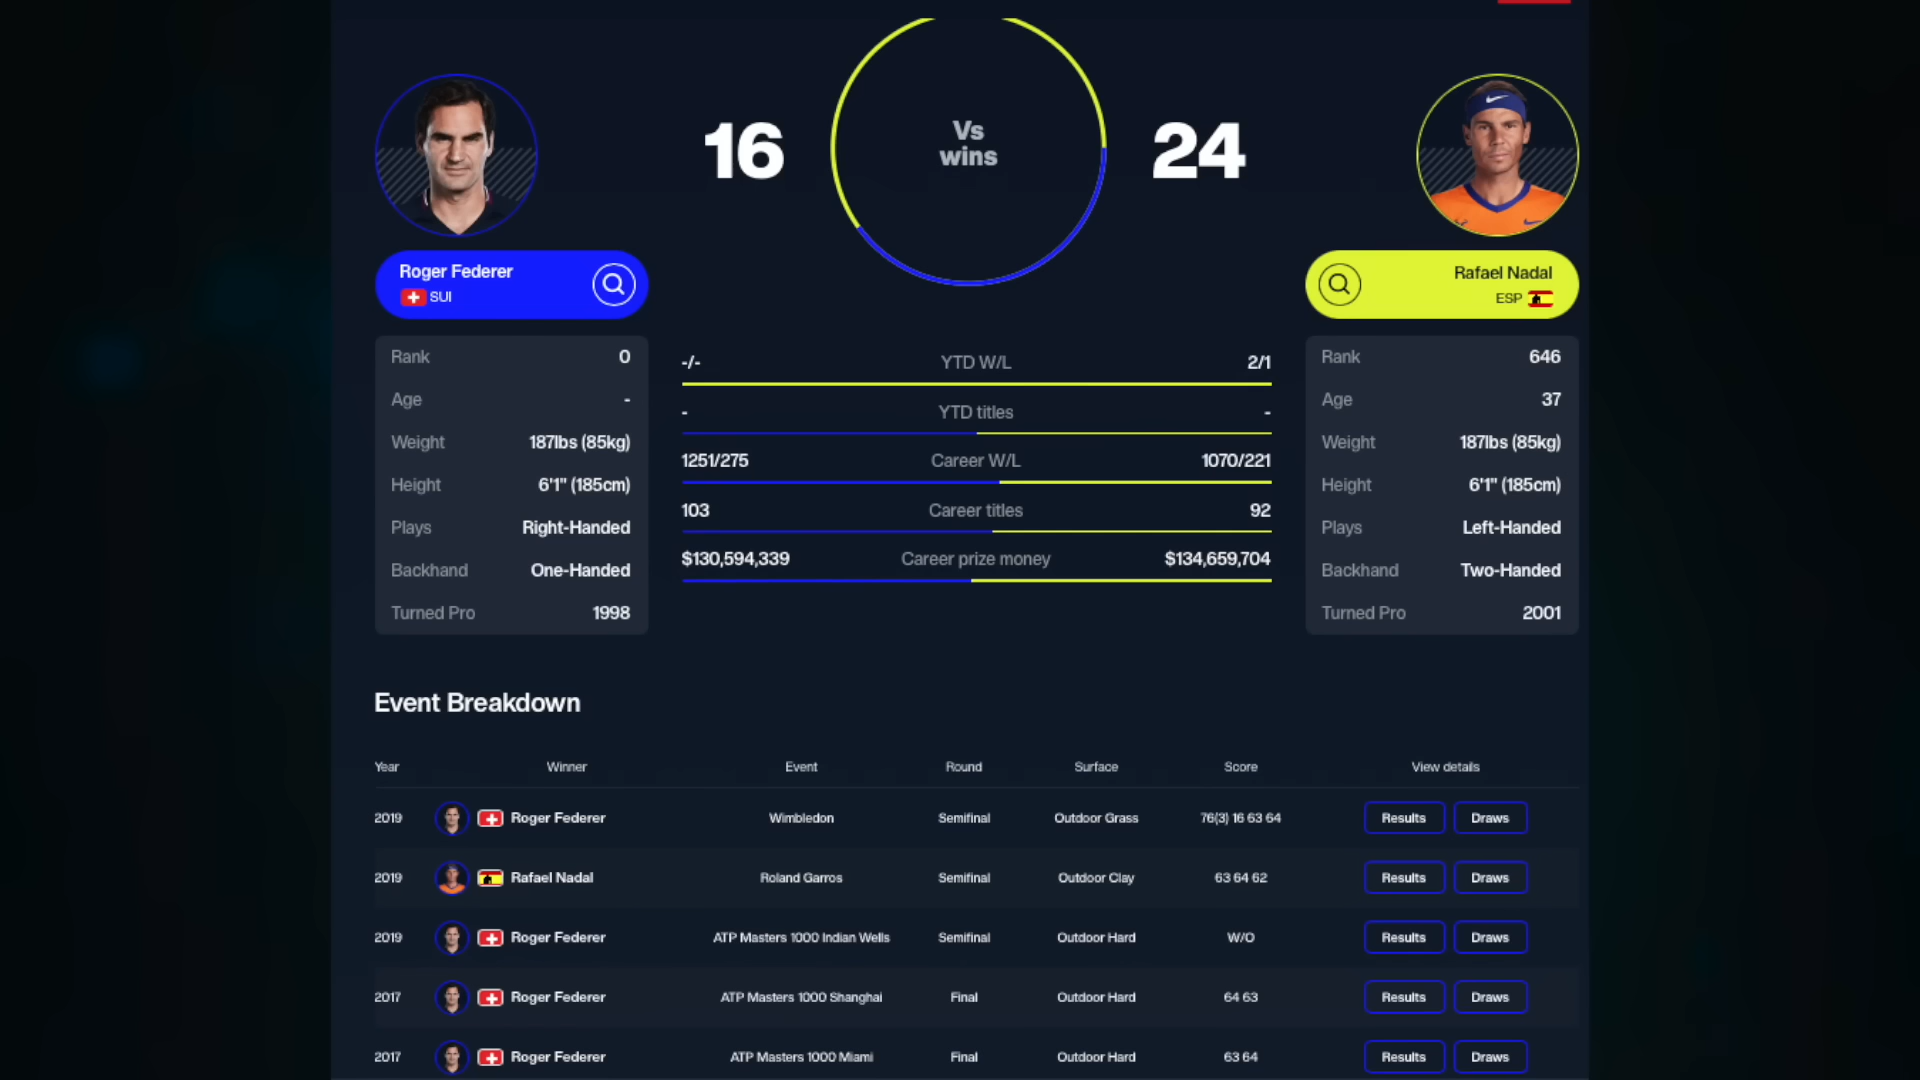 16
Vs
wins
24
Roger Federer
SUI
Rafael Nadal
ESP
Rank 0
Age -
Weight 187lbs (85kg)
Height 6'1" (185cm)
Plays Right-Handed
Backhand One-Handed
Turned Pro 1998
-/- YTD W/L 2/1
- YTD titles -
1251/275 Career W/L 1070/221
103 Career titles 92
$130,594,339 Career prize money $134,659,704
Rank 646
Age 37
Weight 187lbs (85kg)
Height 6'1" (185cm)
Plays Left-Handed
Backhand Two-Handed
Turned Pro 2001
Event Breakdown
Year Winner Event Round Surface Score View details
2019 Roger Federer Wimbledon Semifinal Outdoor Grass 76(3) 16 63 64 Results Draws
2019 Rafael Nadal Roland Garros Semifinal Outdoor Clay 63 64 62 Results Draws
2019 Roger Federer ATP Masters 1000 Indian Wells Semifinal Outdoor Hard W/O Results Draws
2017 Roger Federer ATP Masters 1000 Shanghai Final Outdoor Hard 64 63 Results Draws
2017 Roger Federer ATP Masters 1000 Miami Final Outdoor Hard 63 64 Results Draws